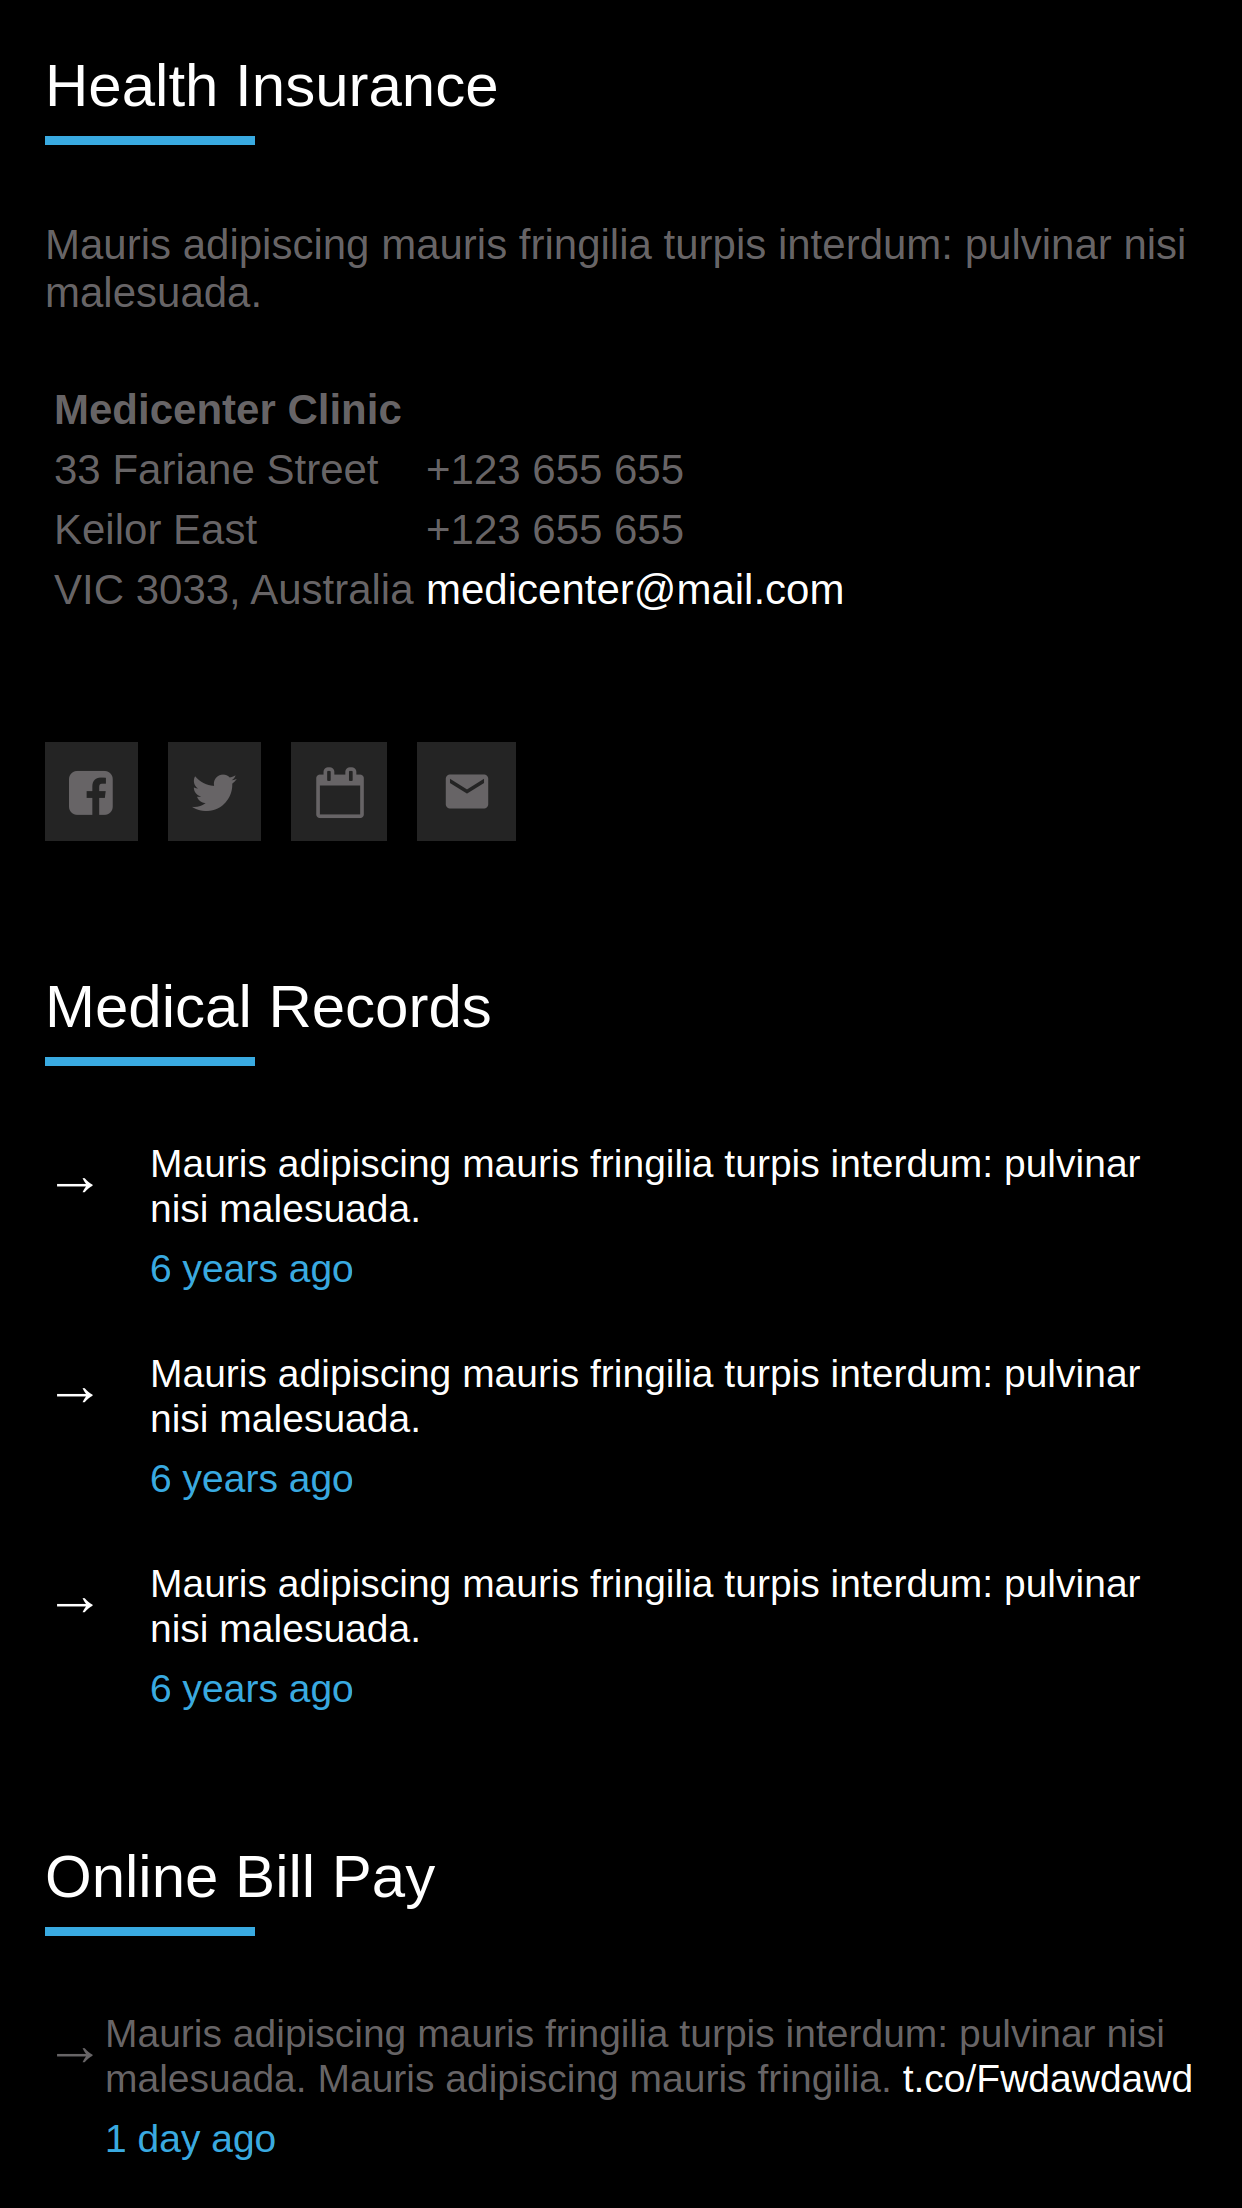 Health Insurance
Mauris adipiscing mauris fringilia turpis interdum: pulvinar nisi
malesuada.
Medicenter Clinic
33 Fariane Street +123 655 655
Keilor East +123 655 655
VIC 3033, Australia medicenter@mail.com
Medical Records
→ Mauris adipiscing mauris fringilia turpis interdum: pulvinar
nisi malesuada.
6 years ago
→ Mauris adipiscing mauris fringilia turpis interdum: pulvinar
nisi malesuada.
6 years ago
→ Mauris adipiscing mauris fringilia turpis interdum: pulvinar
nisi malesuada.
6 years ago
Online Bill Pay
→ Mauris adipiscing mauris fringilia turpis interdum: pulvinar nisi
malesuada. Mauris adipiscing mauris fringilia. t.co/Fwdawdawd
1 day ago